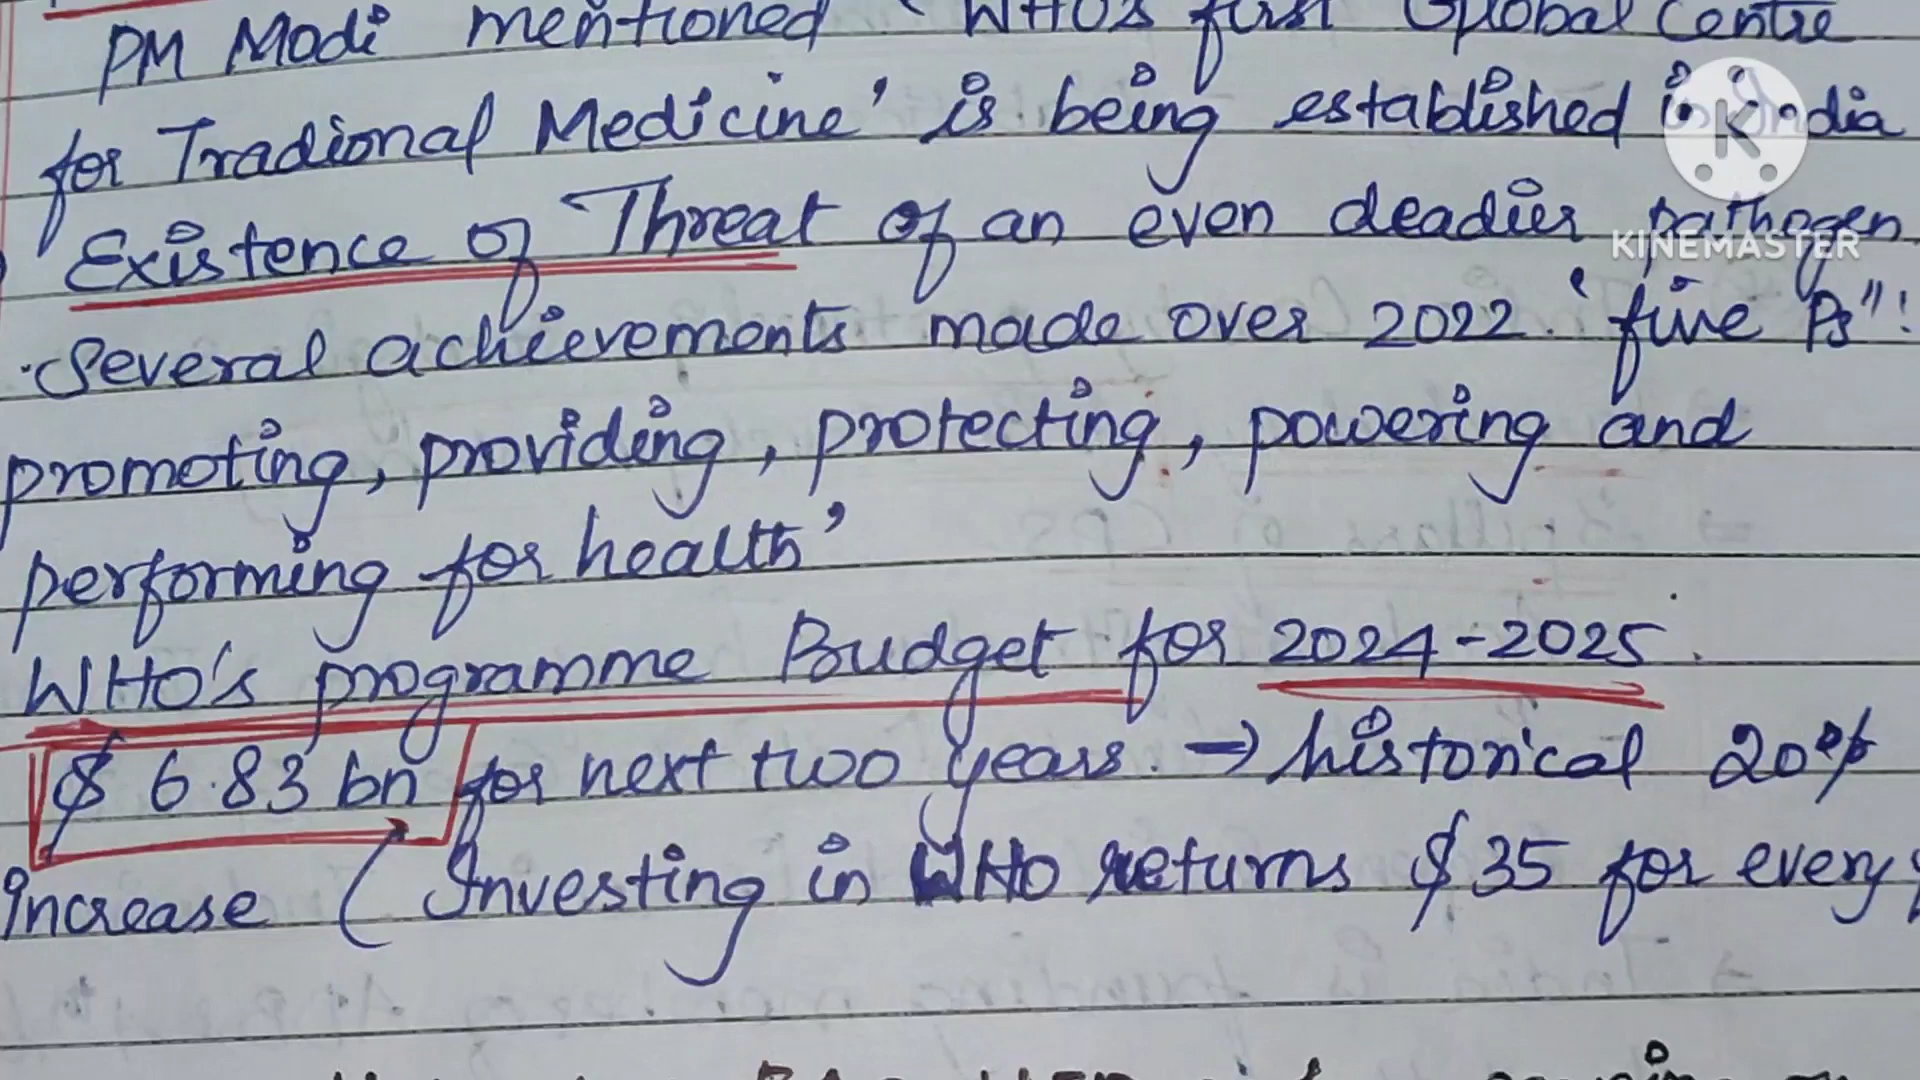 PM Modi mentioned 'WHO's first Global Centre
for Tradional Medicine' is being established in India
Existence of Threat of an even deadier pathogen
KINEMASTER
Several achievements made over 2022. 'five Ps":
promoting, providing, protecting, powering and
performing for health'
WHO's programme Budget for 2024-2025.
$ 6.83 bn for next two years. → historical 20%
increase (Investing in WHO returns $35 for every